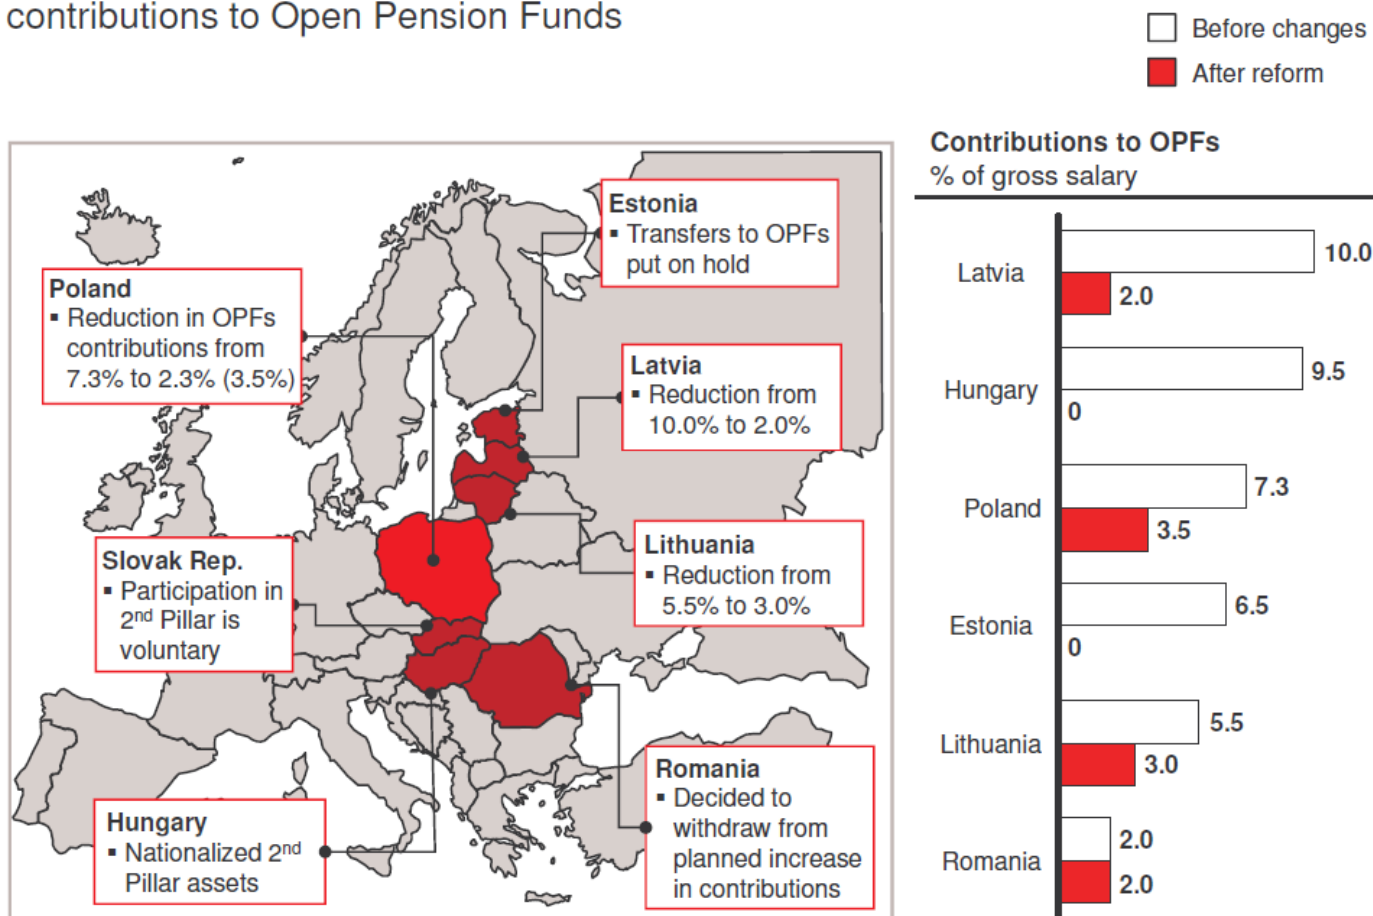 contributions to Open Pension Funds
Before changes
After reform
Estonia
▪ Transfers to OPFs
put on hold
Poland
▪ Reduction in OPFs
contributions from
7.3% to 2.3% (3.5%)
Latvia
▪ Reduction from
10.0% to 2.0%
Slovak Rep.
▪ Participation in
2nd Pillar is
voluntary
Lithuania
▪ Reduction from
5.5% to 3.0%
Hungary
▪ Nationalized 2nd
Pillar assets
Romania
▪ Decided to
withdraw from
planned increase
in contributions
Contributions to OPFs
% of gross salary
Latvia
10.0
2.0
Hungary
9.5
0
Poland
7.3
3.5
Estonia
6.5
0
Lithuania
5.5
3.0
Romania
2.0
2.0